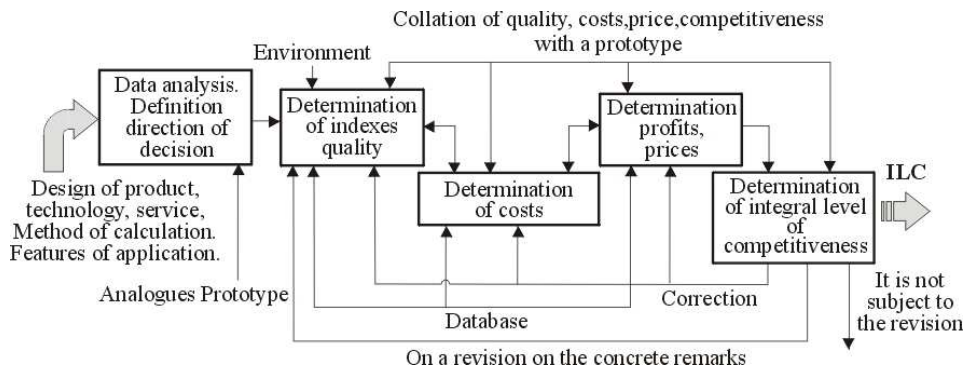 Collation of quality, costs,price,competitiveness
with a prototype
Environment
Data analysis.
Definition
direction of
decision
Determination
of indexes
quality
Determination
profits,
prices
Determination
of costs
Determination
of integral level
of
competitiveness
ILC
Design of product,
technology, service,
Method of calculation.
Features of application.
Analogues Prototype
Database
Correction
It is not
subject to
the revision
On a revision on the concrete remarks